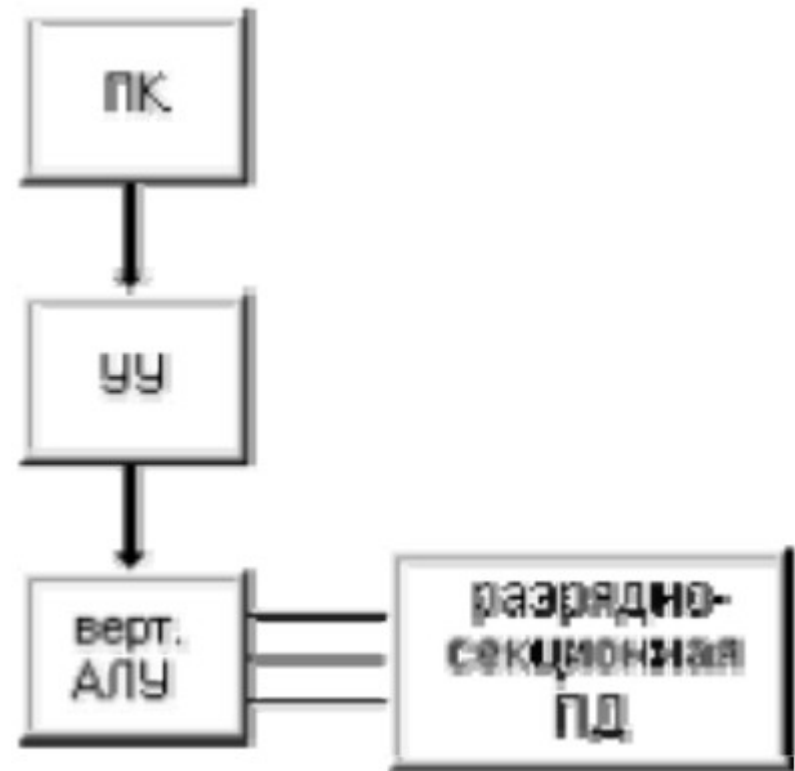 ПК
УУ
верт.
АЛУ
разрядно-
секционная
ПД